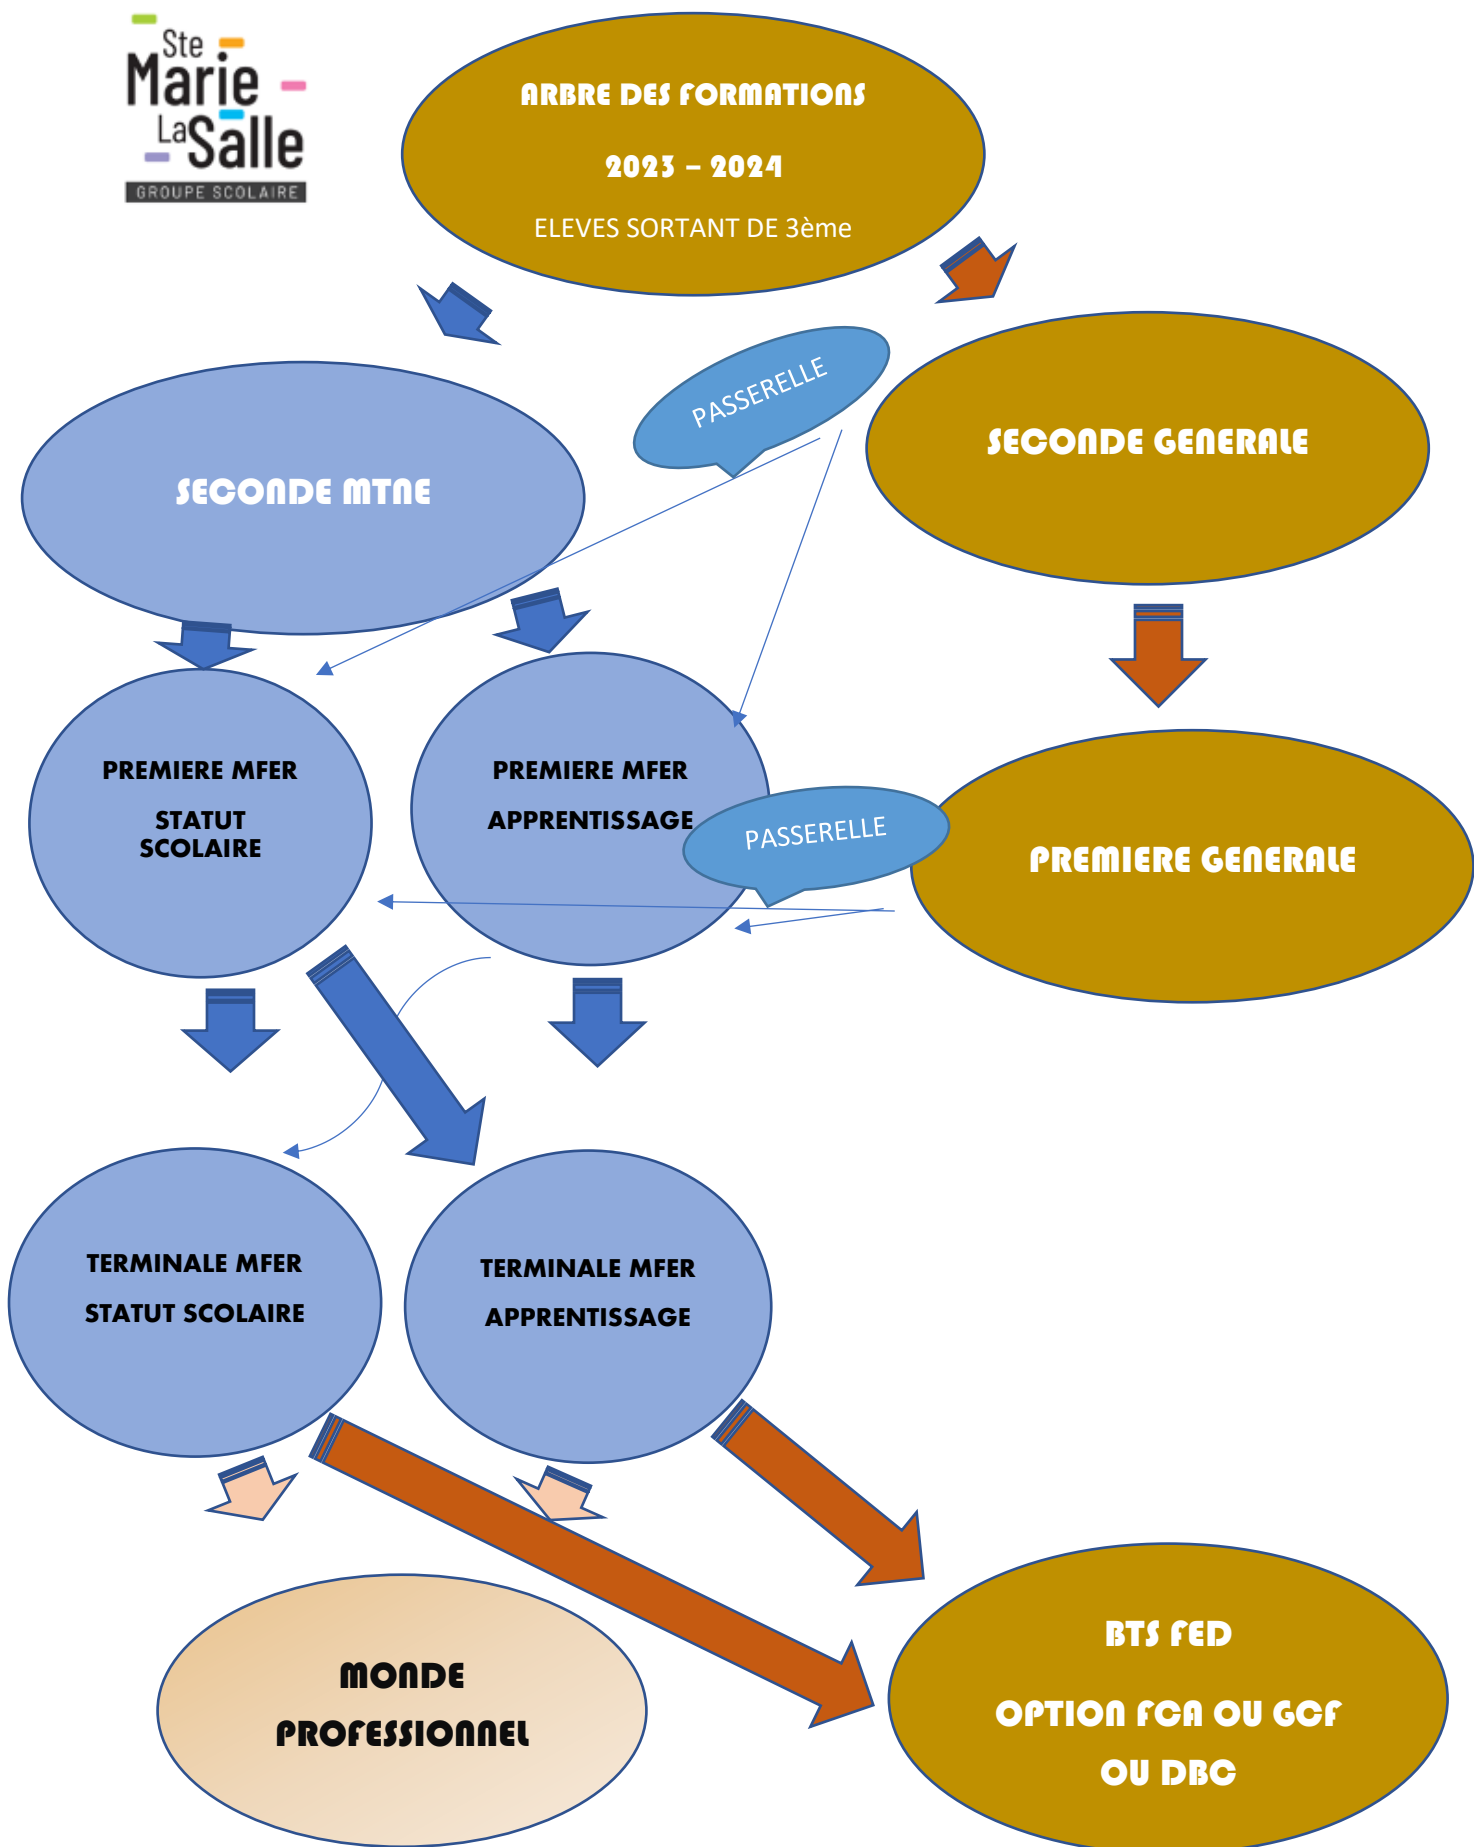 Ste
Marie
La Salle
GROUPE SCOLAIRE
ARBRE DES FORMATIONS
2023 – 2024
ELEVES SORTANT DE 3ème
PASSERELLE
SECONDE GENERALE
SECONDE MTNE
PREMIERE MFER
STATUT
SCOLAIRE
PREMIERE MFER
APPRENTISSAGE
PASSERELLE
PREMIERE GENERALE
TERMINALE MFER
STATUT SCOLAIRE
TERMINALE MFER
APPRENTISSAGE
MONDE
PROFESSIONNEL
BTS FED
OPTION FCA OU GCF
OU DBC